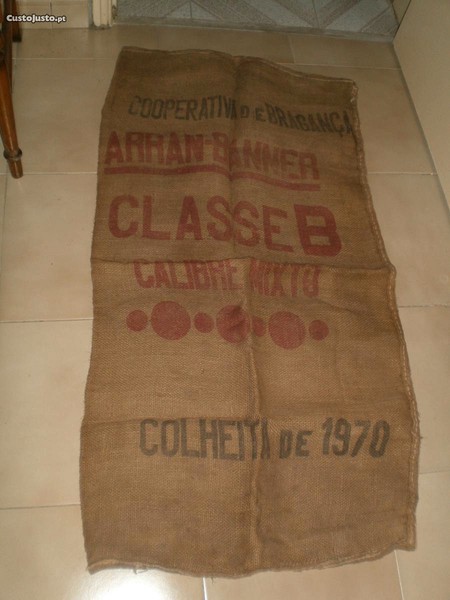 CustoJusto.pt
COOPERATIVA DE BRAGANÇA
ARRAN-BANNER
CLASSE B
CALIBRE MIXTO
COLHEITA DE 1970